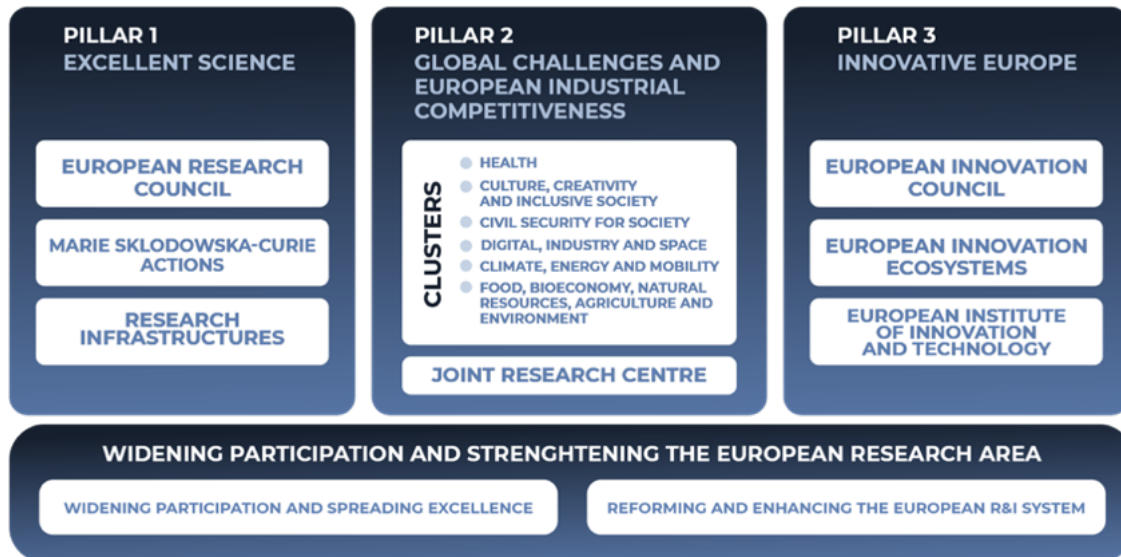 PILLAR 1
EXCELLENT SCIENCE
EUROPEAN RESEARCH
COUNCIL
MARIE SKLODOWSKA-CURIE
ACTIONS
RESEARCH
INFRASTRUCTURES
PILLAR 2
GLOBAL CHALLENGES AND
EUROPEAN INDUSTRIAL
COMPETITIVENESS
CLUSTERS
HEALTH
CULTURE, CREATIVITY
AND INCLUSIVE SOCIETY
CIVIL SECURITY FOR SOCIETY
DIGITAL, INDUSTRY AND SPACE
CLIMATE, ENERGY AND MOBILITY
FOOD, BIOECONOMY, NATURAL
RESOURCES, AGRICULTURE AND
ENVIRONMENT
JOINT RESEARCH CENTRE
PILLAR 3
INNOVATIVE EUROPE
EUROPEAN INNOVATION
COUNCIL
EUROPEAN INNOVATION
ECOSYSTEMS
EUROPEAN INSTITUTE
OF INNOVATION
AND TECHNOLOGY
WIDENING PARTICIPATION AND STRENGHTENING THE EUROPEAN RESEARCH AREA
WIDENING PARTICIPATION AND SPREADING EXCELLENCE
REFORMING AND ENHANCING THE EUROPEAN R&I SYSTEM